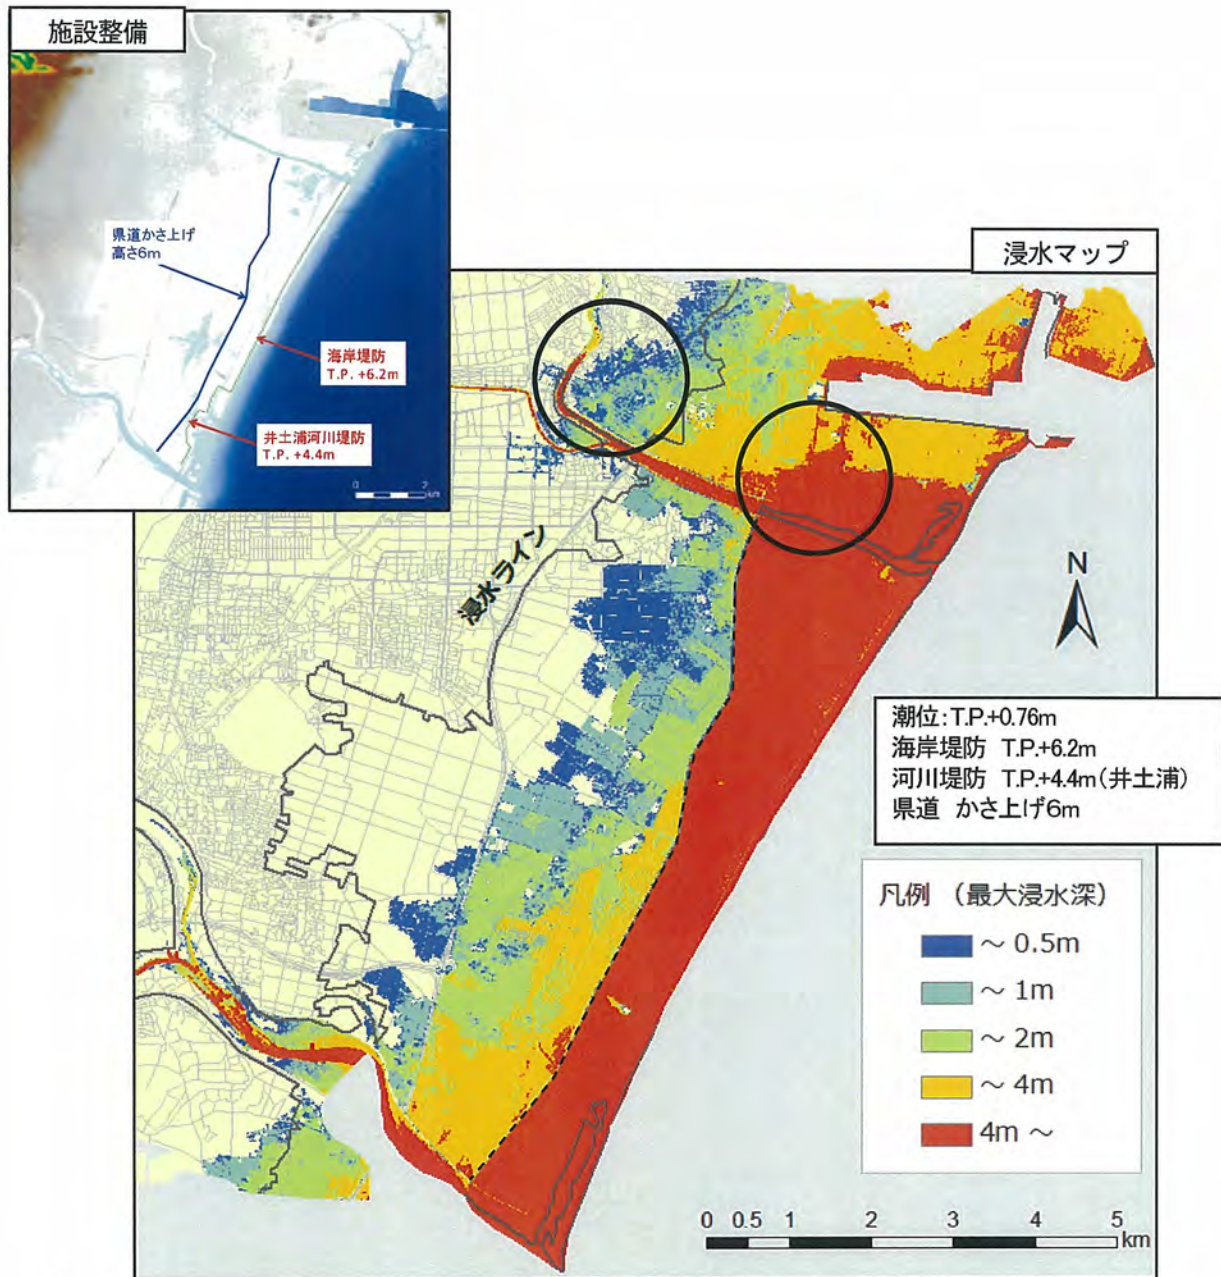 施設整備
県道かさ上げ
高さ6m
海岸堤防
T.P. +6.2m
井土浦河川堤防
T.P. +4.4m
0 2
km
浸水マップ
浸水ライン
N
潮位:T.P.+0.76m
海岸堤防 T.P.+6.2m
河川堤防 T.P.+4.4m(井土浦)
県道 かさ上げ6m
凡例 (最大浸水深)
～ 0.5m
～ 1m
～ 2m
～ 4m
4m ～
0 0.5 1 2 3 4 5
km